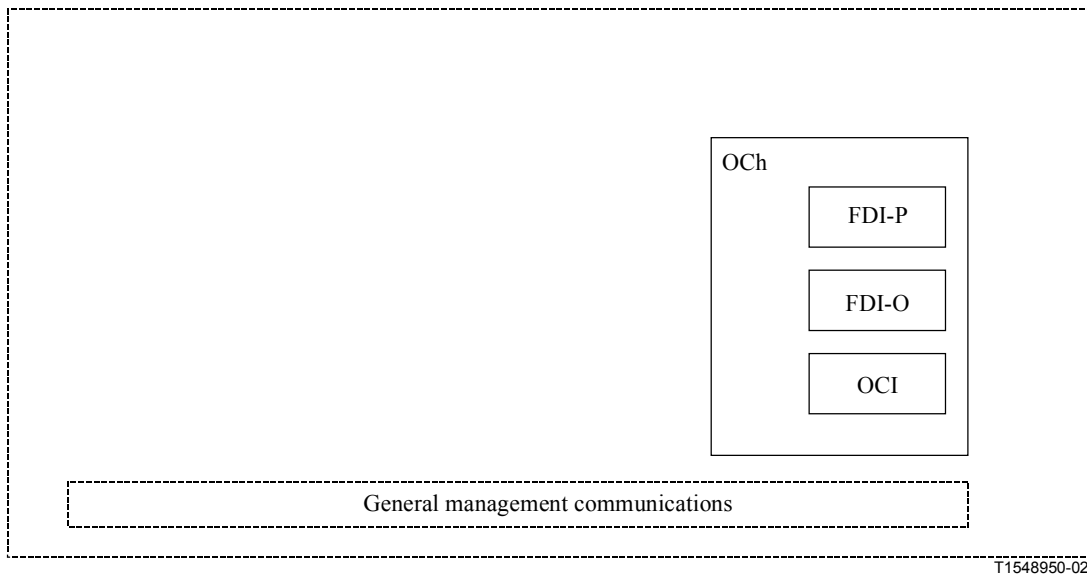 OCh
FDI-P
FDI-O
OCI
General management communications
T1548950-02